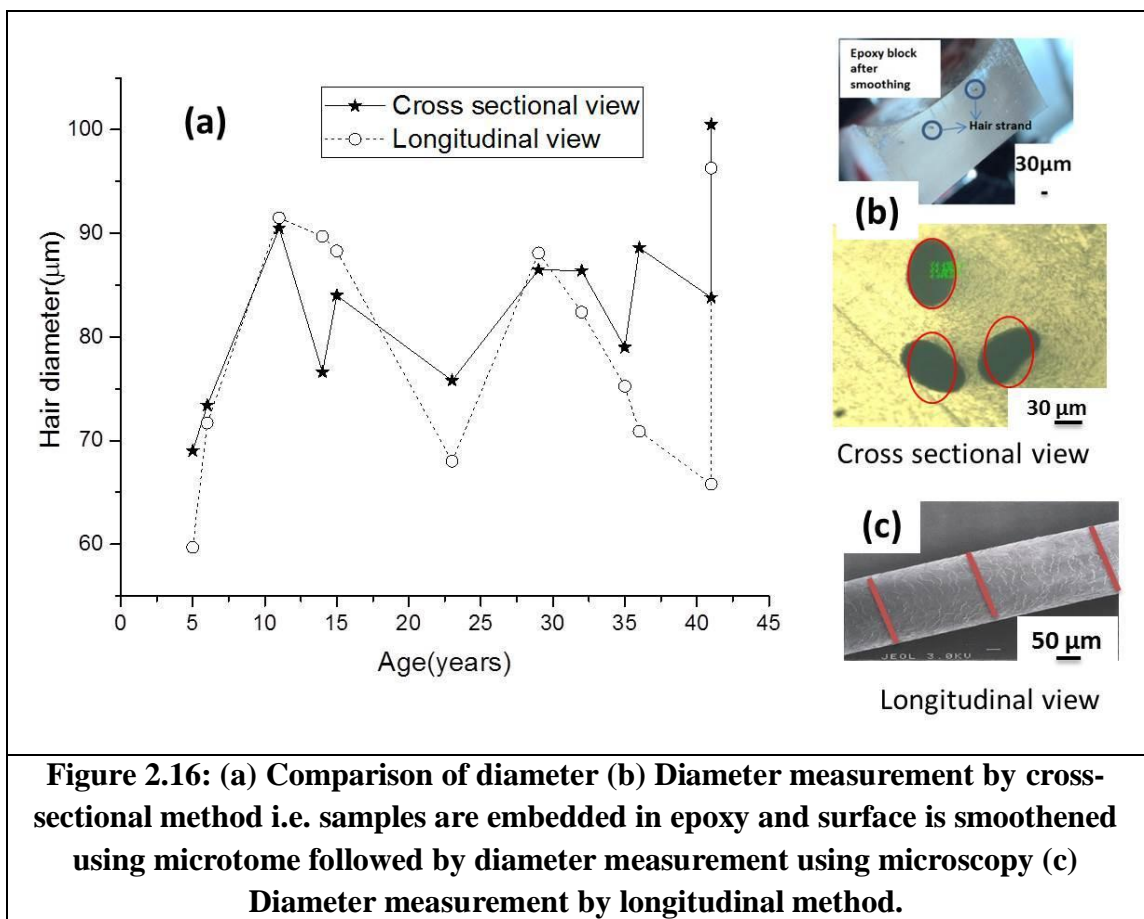 (a)
Cross sectional view
Longitudinal view
100
90
80
70
60
Hair diameter(μm)
0 5 10 15 20 25 30 35 40 45
Age(years)
Epoxy block
after
smoothing
Hair strand
30μm
(b)
30 μm
Cross sectional view
(c)
JEOL 3.0KV
50 μm
Longitudinal view
Figure 2.16: (a) Comparison of diameter (b) Diameter measurement by cross-
sectional method i.e. samples are embedded in epoxy and surface is smoothened
using microtome followed by diameter measurement using microscopy (c)
Diameter measurement by longitudinal method.